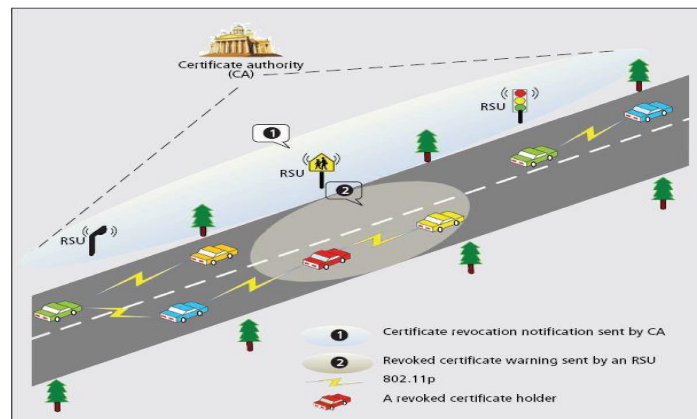 Certificate authority
(CA)
RSU
1
RSU
2
RSU
1 Certificate revocation notification sent by CA
2 Revoked certificate warning sent by an RSU
802.11p
A revoked certificate holder